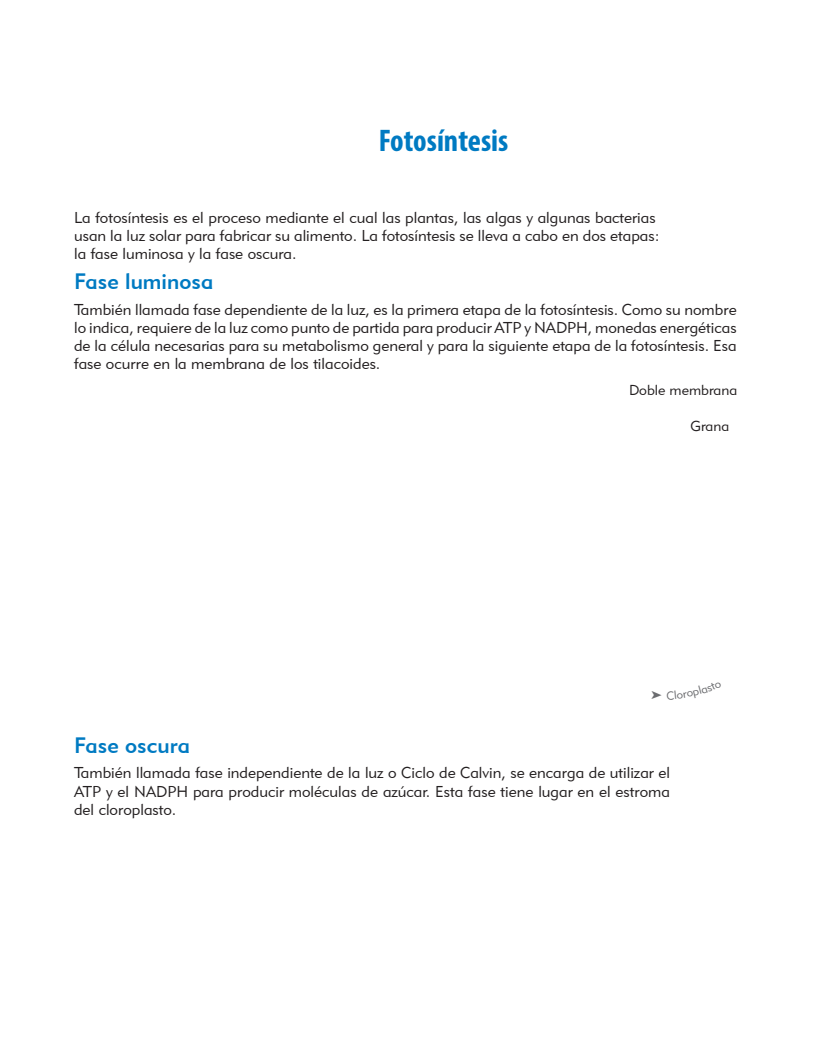 Fotosíntesis
La fotosíntesis es el proceso mediante el cual las plantas, las algas y algunas bacterias
usan la luz solar para fabricar su alimento. La fotosíntesis se lleva a cabo en dos etapas:
la fase luminosa y la fase oscura.
Fase luminosa
También llamada fase dependiente de la luz, es la primera etapa de la fotosíntesis. Como su nombre
lo indica, requiere de la luz como punto de partida para producir ATP y NADPH, monedas energéticas
de la célula necesarias para su metabolismo general y para la siguiente etapa de la fotosíntesis. Esa
fase ocurre en la membrana de los tilacoides.
Doble membrana
Grana
➤ Cloroplasto
Fase oscura
También llamada fase independiente de la luz o Ciclo de Calvin, se encarga de utilizar el
ATP y el NADPH para producir moléculas de azúcar. Esta fase tiene lugar en el estroma
del cloroplasto.